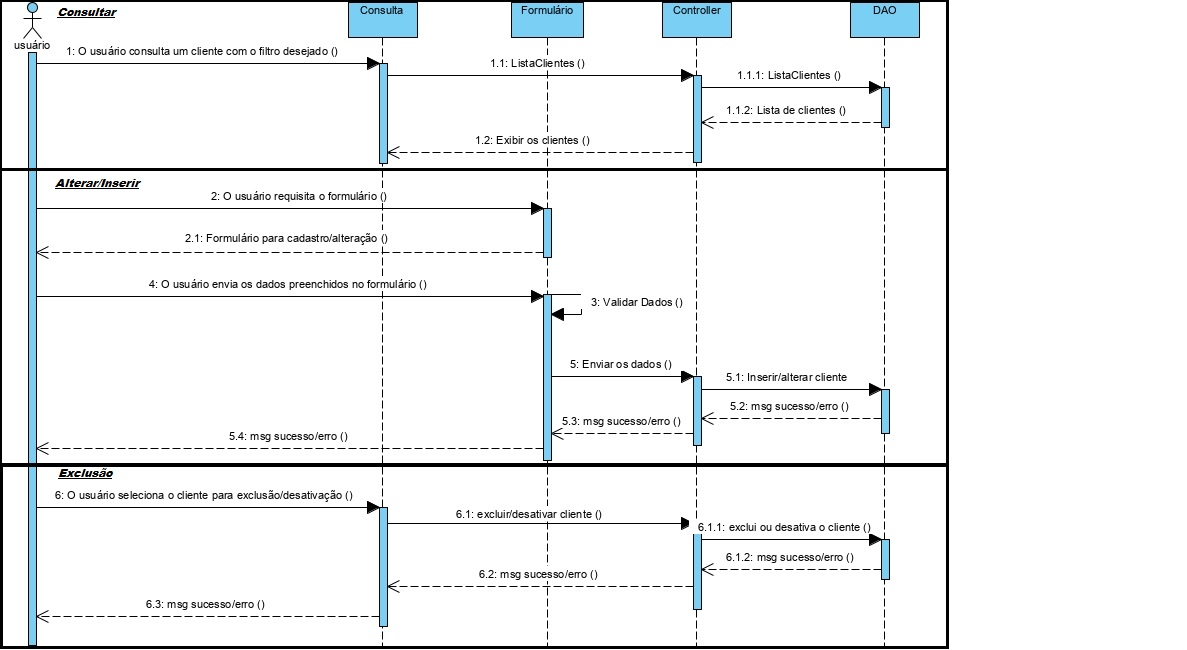 Consultar
usuário
Consulta
Formulário
Controller
DAO
1: O usuário consulta um cliente com o filtro desejado ()
1.1: ListaClientes ()
1.1.1: ListaClientes ()
1.1.2: Lista de clientes ()
1.2: Exibir os clientes ()
Alterar/Inserir
2: O usuário requisita o formulário ()
2.1: Formulário para cadastro/alteração ()
4: O usuário envia os dados preenchidos no formulário ()
3: Validar Dados ()
5: Enviar os dados ()
5.1: Inserir/alterar cliente
5.2: msg sucesso/erro ()
5.3: msg sucesso/erro ()
5.4: msg sucesso/erro ()
Exclusão
6: O usuário seleciona o cliente para exclusão/desativação ()
6.1: excluir/desativar cliente ()
6.1.1: exclui ou desativa o cliente ()
6.1.2: msg sucesso/erro ()
6.2: msg sucesso/erro ()
6.3: msg sucesso/erro ()